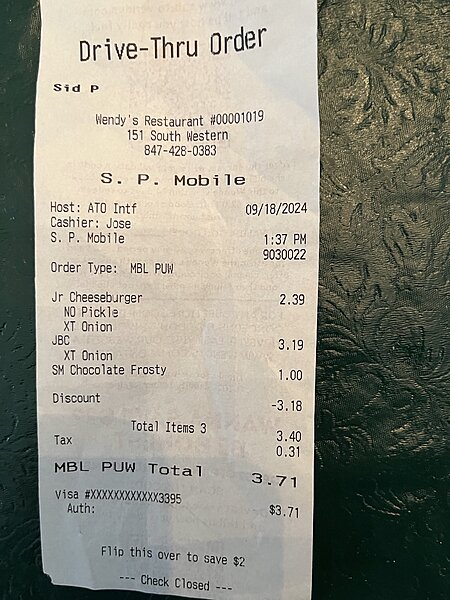 Drive-Thru Order
Sid P
Wendy's Restaurant #00001019
151 South Western
847-428-0383
S. P. Mobile
Host: ATO Intf 09/18/2024
Cashier: Jose
S. P. Mobile 1:37 PM
9030022
Order Type: MBL PUW
Jr Cheeseburger 2.39
NO Pickle
XT Onion
JBC 3.19
XT Onion
SM Chocolate Frosty 1.00
Discount -3.18
Total Items 3 3.40
Tax 0.31
MBL PUW Total 3.71
Visa #XXXXXXXXXXXX3395 $3.71
Auth:
Flip this over to save $2
--- Check Closed ---